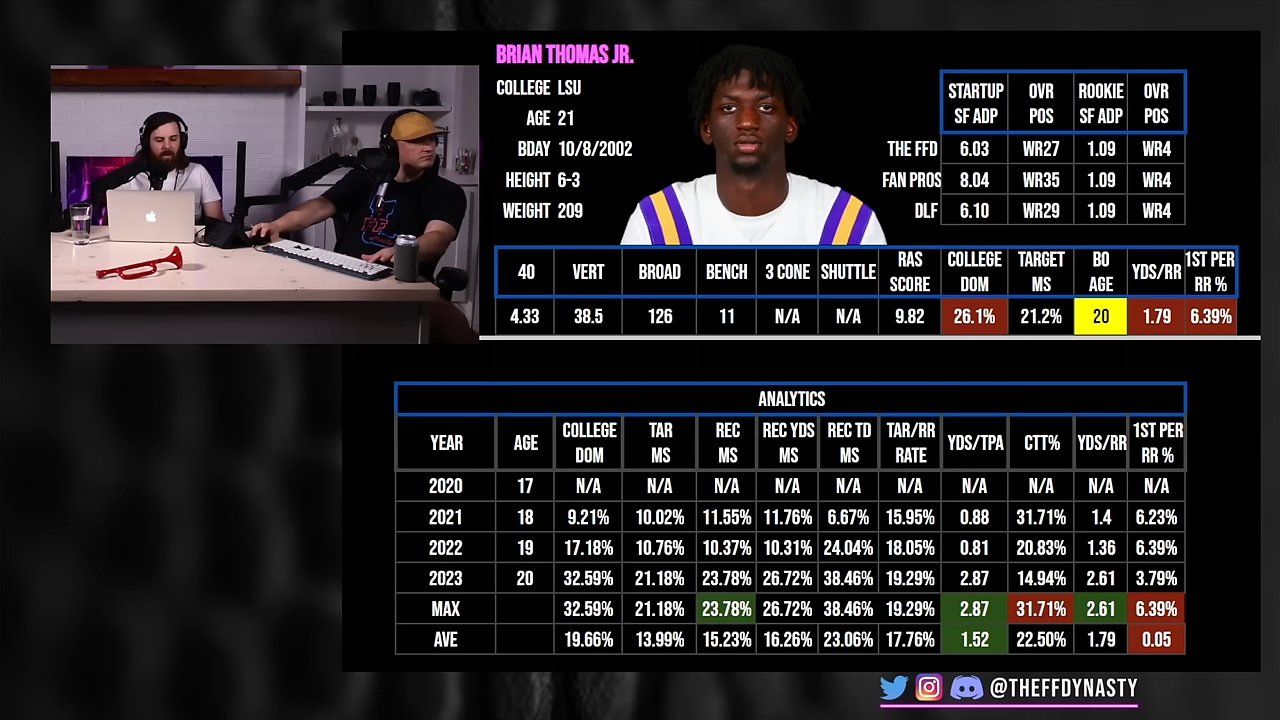 BRIAN THOMAS JR.
COLLEGE LSU
AGE 21
BDAY 10/8/2002
HEIGHT 6-3
WEIGHT 209
STARTUP SF ADP OVR POS ROOKIE SF ADP OVR POS
THE FFD 6.03 WR27 1.09 WR4
FAN PROS 8.04 WR35 1.09 WR4
DLF 6.10 WR29 1.09 WR4
40 VERT BROAD BENCH 3 CONE SHUTTLE RAS SCORE COLLEGE DOM TARGET MS BO AGE YDS/RR 1ST PER RR %
4.33 38.5 126 11 N/A N/A 9.82 26.1% 21.2% 20 1.79 6.39%
ANALYTICS
YEAR AGE COLLEGE DOM TAR MS REC MS REC YDS MS REC TD MS TAR/RR RATE YDS/TPA CTT% YDS/RR 1ST PER RR %
2020 17 N/A N/A N/A N/A N/A N/A N/A N/A N/A N/A
2021 18 9.21% 10.02% 11.55% 11.76% 6.67% 15.95% 0.88 31.71% 1.4 6.23%
2022 19 17.18% 10.76% 10.37% 10.31% 24.04% 18.05% 0.81 20.83% 1.36 6.39%
2023 20 32.59% 21.18% 23.78% 26.72% 38.46% 19.29% 2.87 14.94% 2.61 3.79%
MAX 32.59% 21.18% 23.78% 26.72% 38.46% 19.29% 2.87 31.71% 2.61 6.39%
AVE 19.66% 13.99% 15.23% 16.26% 23.06% 17.76% 1.52 22.50% 1.79 0.05
@THEFFDYNASTY